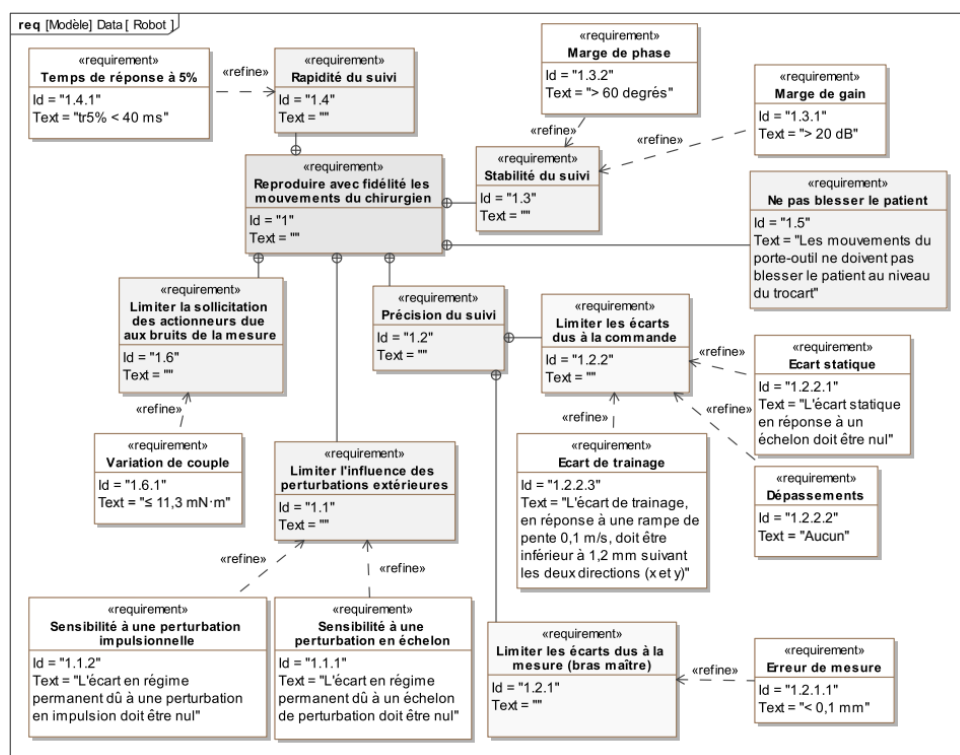 req [Modèle] Data [ Robot ]
«requirement»
Temps de réponse à 5%
Id = "1.4.1"
Text = "tr5% < 40 ms"
«refine»
«requirement»
Rapidité du suivi
Id = "1.4"
Text = ""
«requirement»
Marge de phase
Id = "1.3.2"
Text = "> 60 degrés"
«requirement»
Marge de gain
Id = "1.3.1"
Text = "> 20 dB"
«refine»
«refine»
«requirement»
Reproduire avec fidélité les
mouvements du chirurgien
Id = "1"
Text = ""
«requirement»
Stabilité du suivi
Id = "1.3"
Text = ""
«requirement»
Ne pas blesser le patient
Id = "1.5"
Text = "Les mouvements du
porte-outil ne doivent pas
blesser le patient au niveau
du trocart"
«requirement»
Limiter la sollicitation
des actionneurs due
aux bruits de la mesure
Id = "1.6"
Text = ""
«requirement»
Précision du suivi
Id = "1.2"
Text = ""
«requirement»
Limiter les écarts
dus à la commande
Id = "1.2.2"
Text = ""
«refine»
«requirement»
Ecart statique
Id = "1.2.2.1"
Text = "L'écart statique
en réponse à un
échelon doit être nul"
«refine»
«refine»
«refine»
«requirement»
Variation de couple
Id = "1.6.1"
Text = "≤ 11,3 mN·m"
«requirement»
Limiter l'influence des
perturbations extérieures
Id = "1.1"
Text = ""
«requirement»
Ecart de trainage
Id = "1.2.2.3"
Text = "L'écart de trainage,
en réponse à une rampe de
pente 0,1 m/s, doit être
inférieur à 1,2 mm suivant
les deux directions (x et y)"
«requirement»
Dépassements
Id = "1.2.2.2"
Text = "Aucun"
«refine»
«refine»
«requirement»
Sensibilité à une perturbation
impulsionnelle
Id = "1.1.2"
Text = "L'écart en régime
permanent dû à une perturbation
en impulsion doit être nul"
«requirement»
Sensibilité à une
perturbation en échelon
Id = "1.1.1"
Text = "L'écart en régime
permanent dû à un échelon
de perturbation doit être nul"
«requirement»
Limiter les écarts dus à la
mesure (bras maître)
Id = "1.2.1"
Text = ""
«refine»
«requirement»
Erreur de mesure
Id = "1.2.1.1"
Text = "< 0,1 mm"